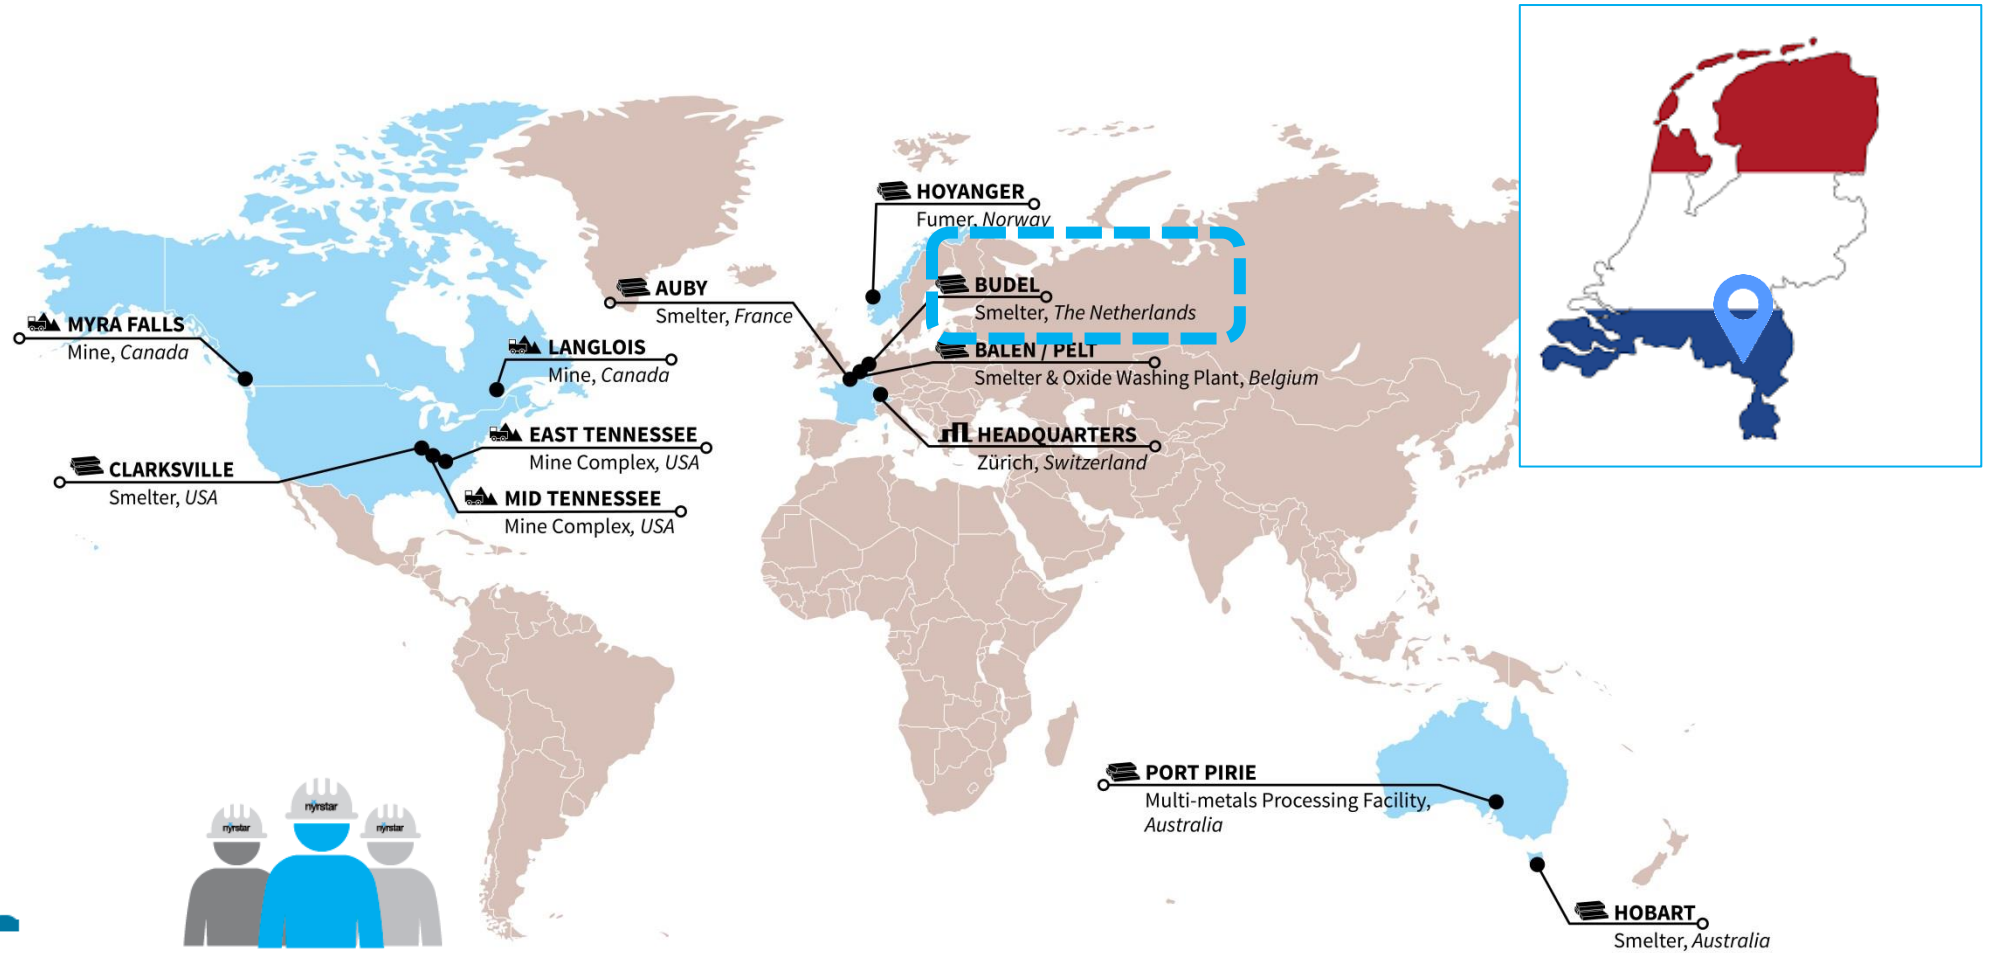 HOYANGER
Fumer, Norway
AUBY
Smelter, France
BUDEL
Smelter, The Netherlands
MYRA FALLS
Mine, Canada
LANGLOIS
Mine, Canada
BALEN / PELT
Smelter & Oxide Washing Plant, Belgium
EAST TENNESSEE
Mine Complex, USA
HEADQUARTERS
Zürich, Switzerland
CLARKSVILLE
Smelter, USA
MID TENNESSEE
Mine Complex, USA
PORT PIRIE
Multi-metals Processing Facility,
Australia
nyrstar
nyrstar
nyrstar
HOBART
Smelter, Australia